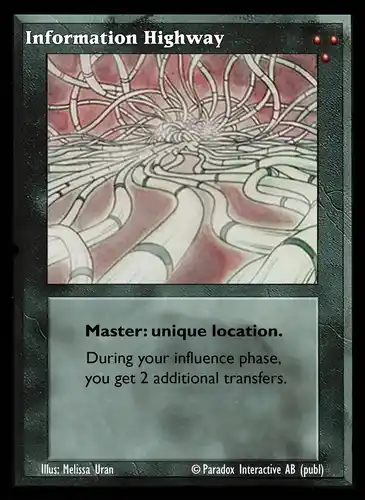 Information Highway
Master: unique location.
During your influence phase,
you get 2 additional transfers.
Illus: Melissa Uran
© Paradox Interactive AB (publ)